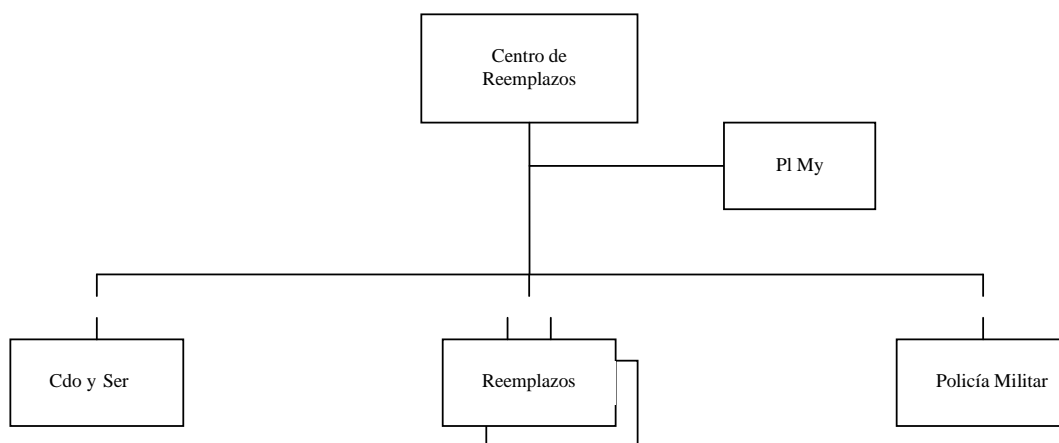 Centro de
Reemplazos
Pl My
Cdo y Ser
Reemplazos
Policía Militar